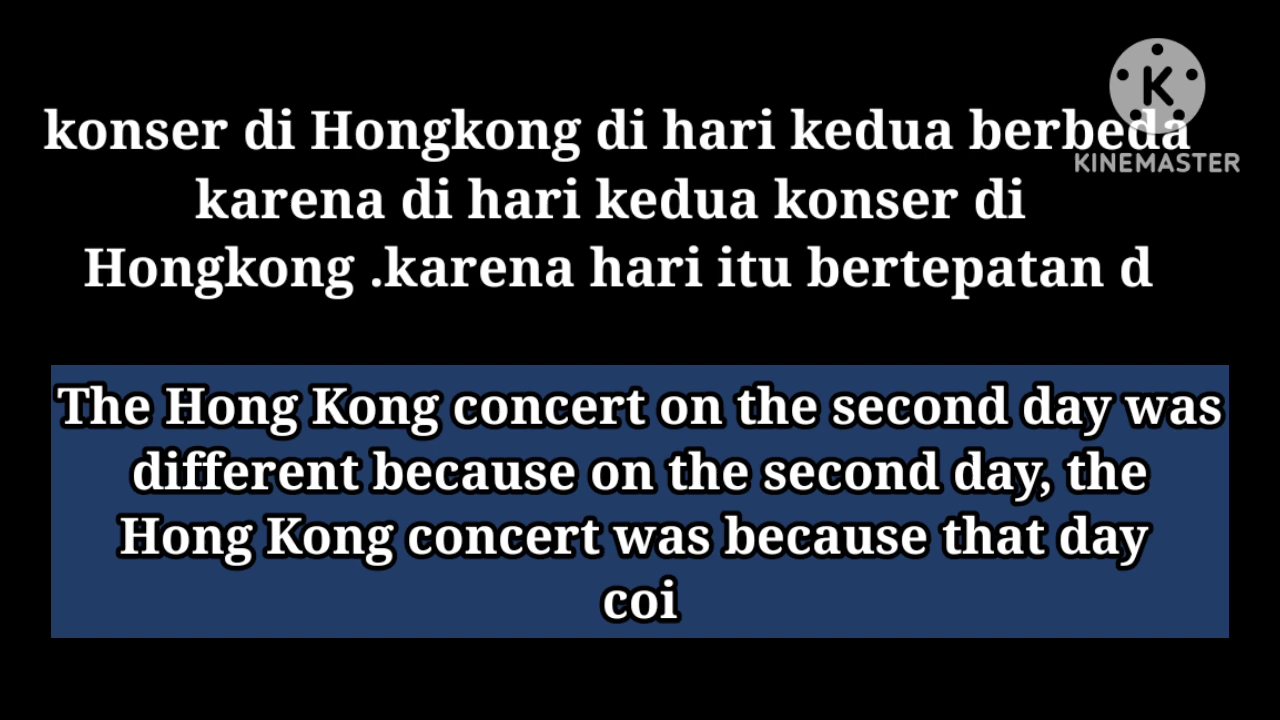 konser di Hongkong di hari kedua berbeda
karena di hari kedua konser di
Hongkong .karena hari itu bertepatan d
KINEMASTER
The Hong Kong concert on the second day was
different because on the second day, the
Hong Kong concert was because that day
coi